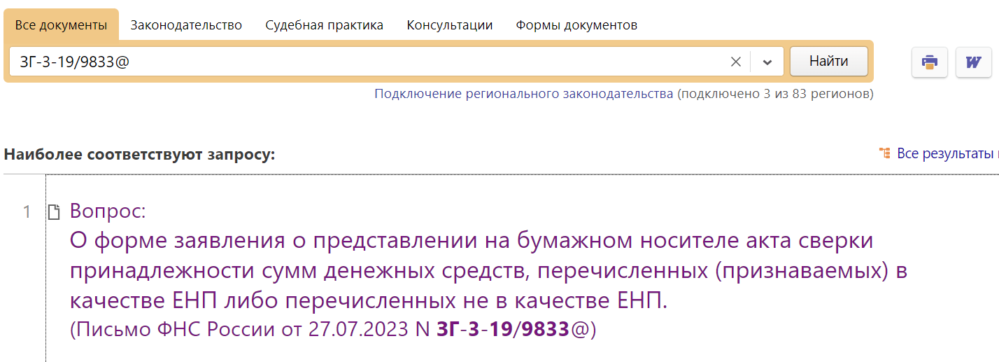 Все документы Законодательство Судебная практика Консультации Формы документов
ЗГ-3-19/9833@ Найти
Подключение регионального законодательства (подключено 3 из 83 регионов)
Наиболее соответствуют запросу: Все результаты
1 Вопрос:
О форме заявления о представлении на бумажном носителе акта сверки
принадлежности сумм денежных средств, перечисленных (признаваемых) в
качестве ЕНП либо перечисленных не в качестве ЕНП.
(Письмо ФНС России от 27.07.2023 N ЗГ-3-19/9833@)